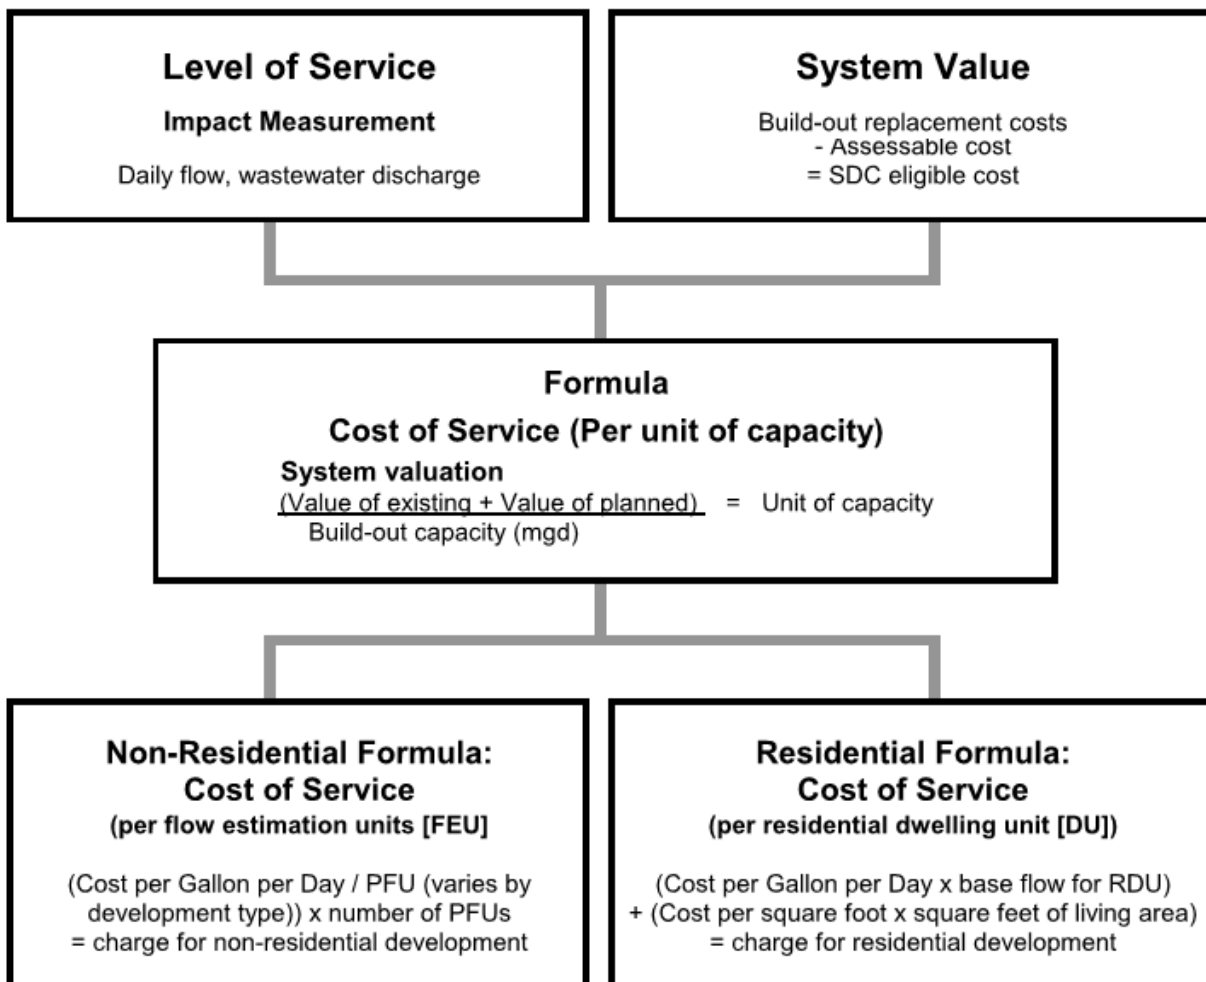 Level of Service
Impact Measurement
Daily flow, wastewater discharge
System Value
Build-out replacement costs
- Assessable cost
= SDC eligible cost
Formula
Cost of Service (Per unit of capacity)
System valuation
(Value of existing + Value of planned) = Unit of capacity
Build-out capacity (mgd)
Non-Residential Formula:
Cost of Service
(per flow estimation units [FEU]
(Cost per Gallon per Day / PFU (varies by
development type)) x number of PFUs
= charge for non-residential development
Residential Formula:
Cost of Service
(per residential dwelling unit [DU])
(Cost per Gallon per Day x base flow for RDU)
+ (Cost per square foot x square feet of living area)
= charge for residential development